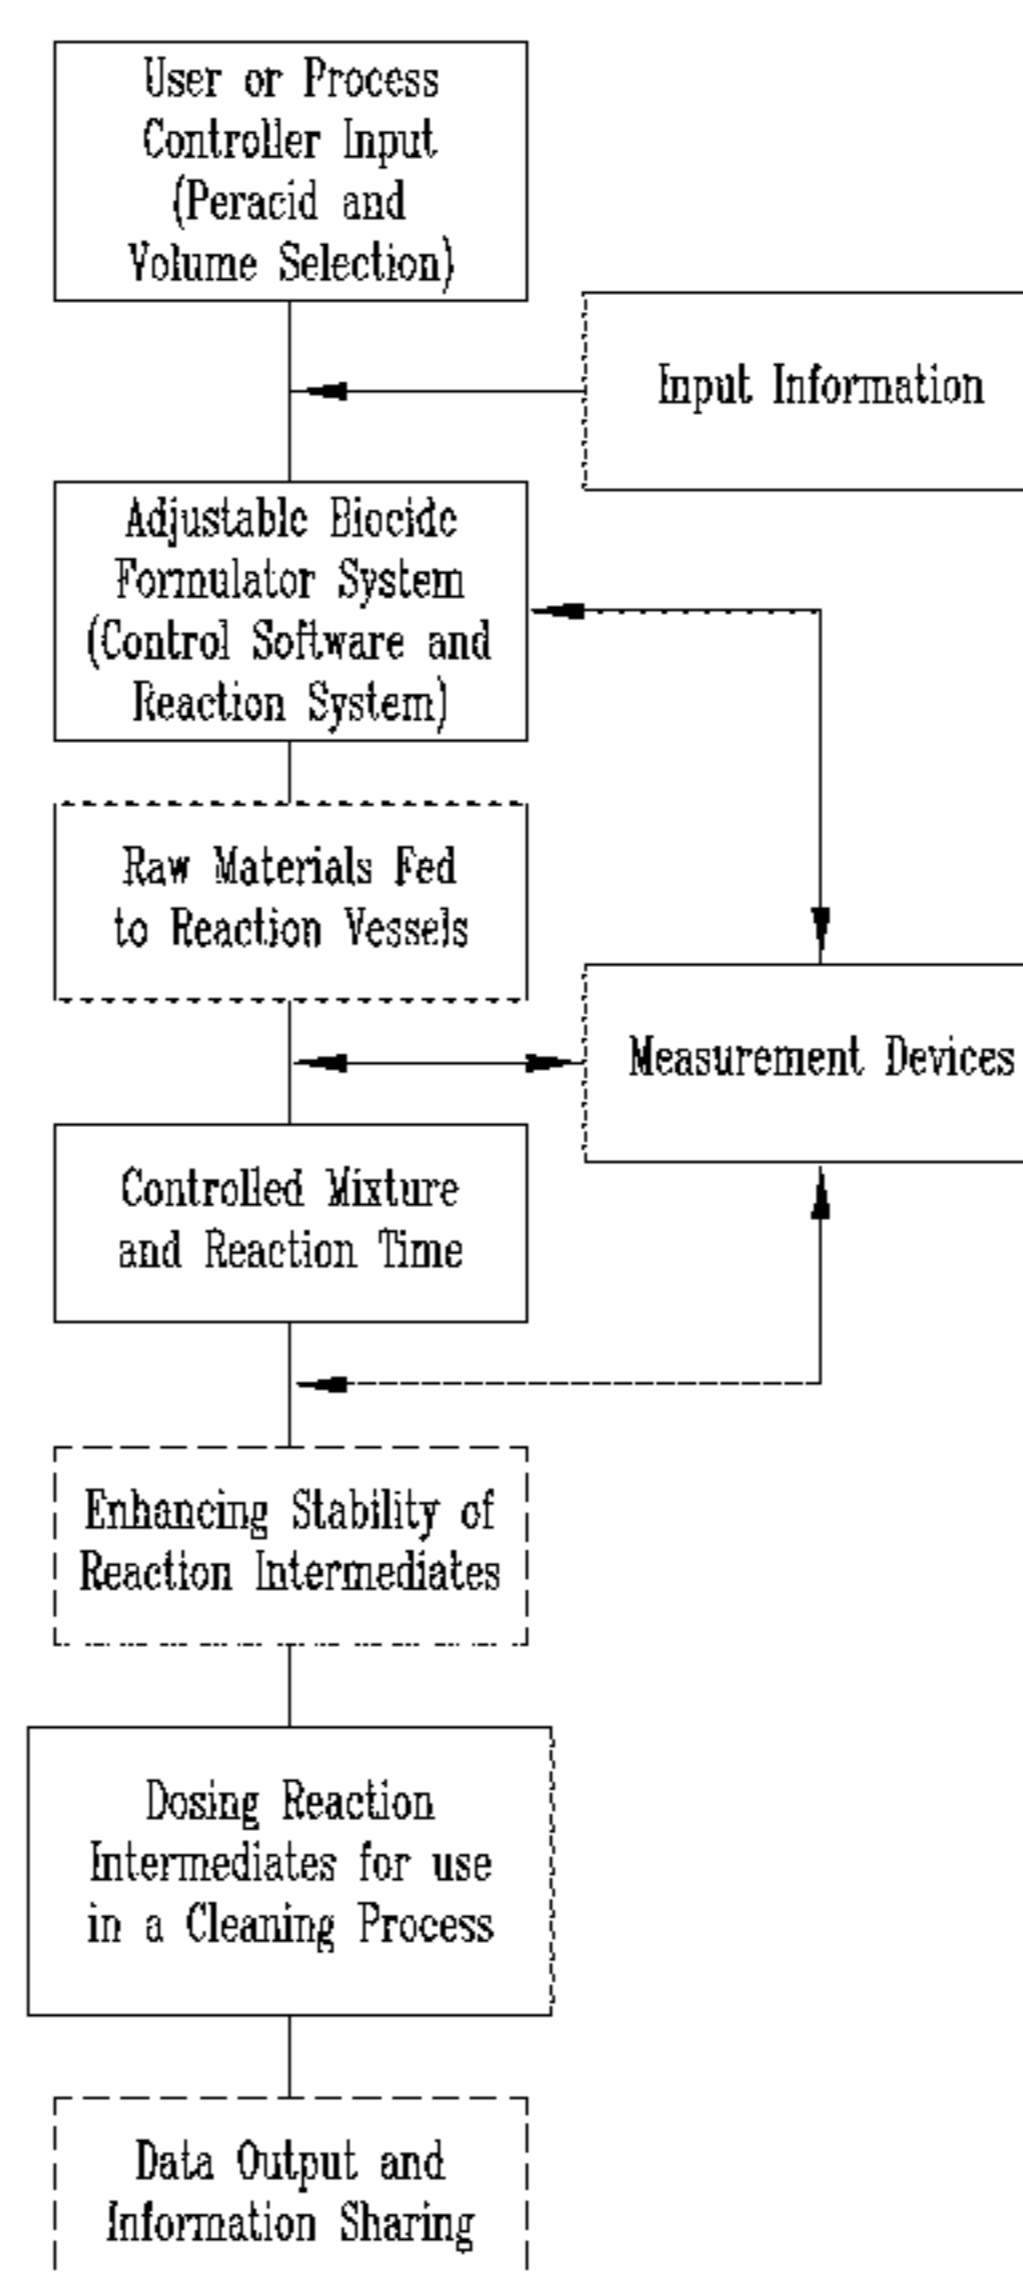 User or Process
Controller Input
(Peracid and
Volume Selection)
Input Information
Adjustable Biocide
Formulator System
(Control Software and
Reaction System)
Raw Materials Fed
to Reaction Vessels
Measurement Devices
Controlled Mixture
and Reaction Time
Enhancing Stability of
Reaction Intermediates
Dosing Reaction
Intermediates for use
in a Cleaning Process
Data Output and
Information Sharing